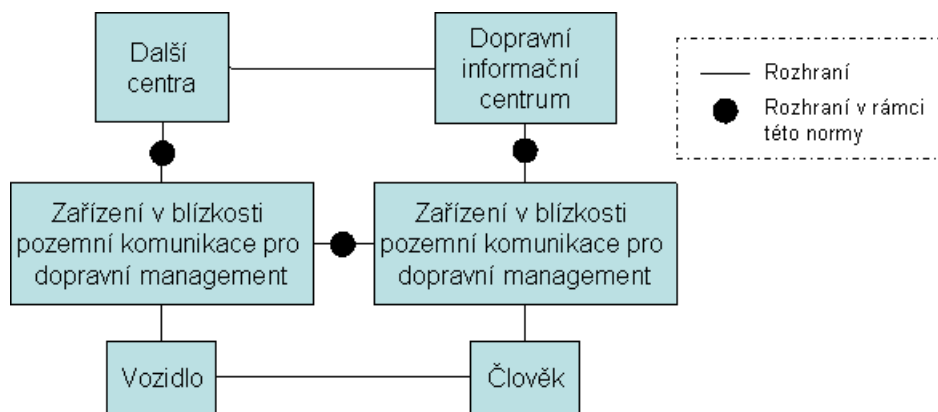 Další
centra
Dopravní
informační
centrum
Rozhraní
Rozhraní v rámci
této normy
Zařízení v blízkosti
pozemní komunikace pro
dopravní management
Zařízení v blízkosti
pozemní komunikace pro
dopravní management
Vozidlo
Člověk